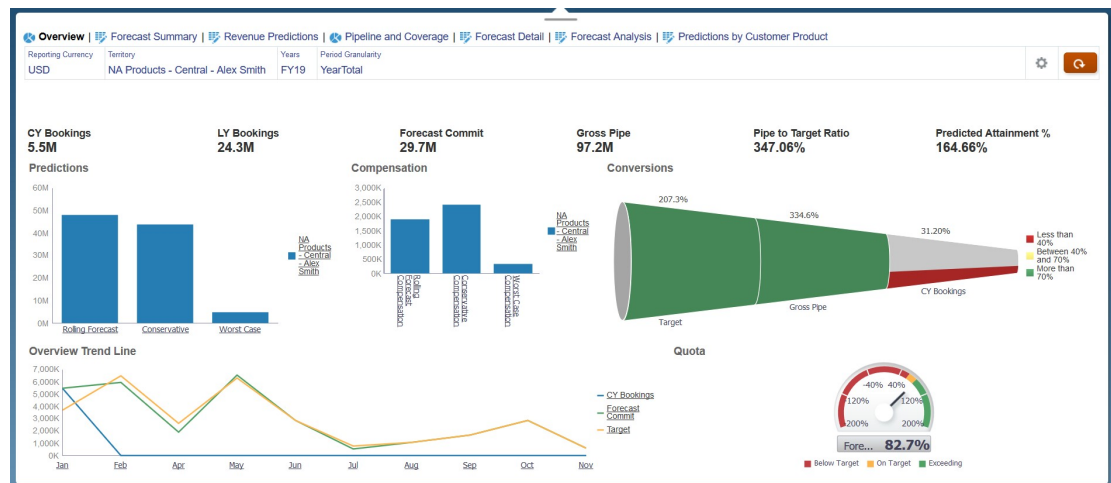 Overview | Forecast Summary | Revenue Predictions | Pipeline and Coverage | Forecast Detail | Forecast Analysis | Predictions by Customer Product
Reporting Currency Territory Years Period Granularity
USD NA Products - Central - Alex Smith FY19 YearTotal
CY Bookings LY Bookings Forecast Commit Gross Pipe Pipe to Target Ratio Predicted Attainment %
5.5M 24.3M 29.7M 97.2M 347.06% 164.66%
Predictions
60M
50M
40M
30M
20M
10M
0M
Rolling Forecast Conservative Worst Case
NA
Products
- Central
- Alex
Smith
Compensation
3,000K
2,500K
2,000K
1,500K
1,000K
500K
0K
Rolling
Forecast
Compensation
Conservative
Compensation
Worst Case
Compensation
NA
Products
- Central
- Alex
Smith
Conversions
207.3%
334.6%
31.20%
Target
Gross Pipe
CY Bookings
Less than
40%
Between 40%
and 70%
More than
70%
Overview Trend Line
7,000K
6,000K
5,000K
4,000K
3,000K
2,000K
1,000K
0K
Jan Feb Apr May Jun Jul Aug Sep Oct Nov
CY Bookings
Forecast
Commit
Target
Quota
-40% 40%
120% 120%
200% 200%
Fore... 82.7%
Below Target On Target Exceeding